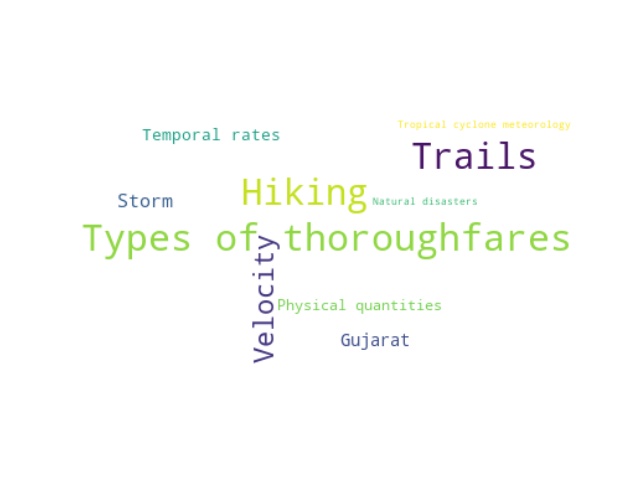 Tropical cyclone meteorology
Temporal rates
Trails
Hiking
Storm
Natural disasters
Types of thoroughfares
Velocity
Physical quantities
Gujarat